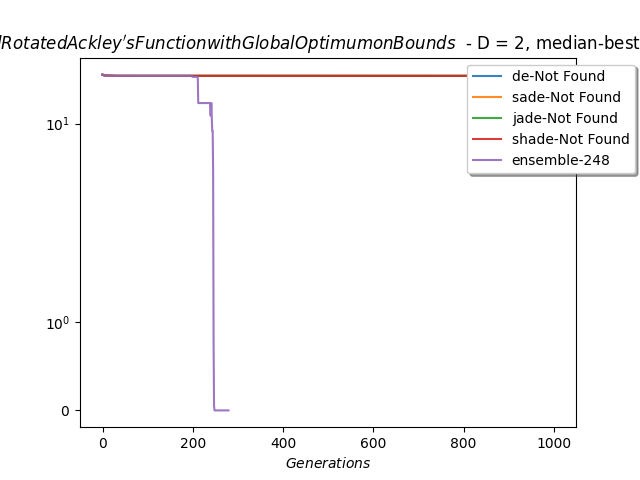 RotatedAckley'sFunctionwithGlobalOptimumonBounds - D = 2, median-best
de-Not Found
sade-Not Found
jade-Not Found
shade-Not Found
ensemble-248
10¹
10⁰
0
0 200 400 600 800 1000
Generations